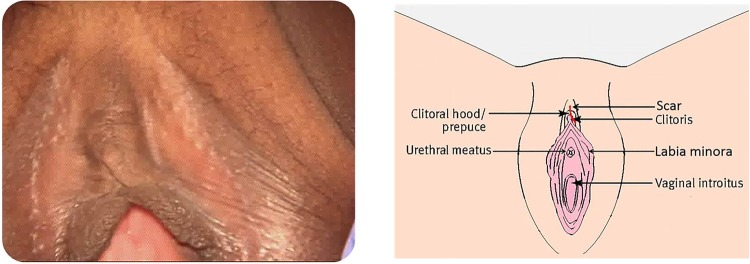 Clitoral hood/
prepuce
Scar
Clitoris
Urethral meatus
Labia minora
Vaginal introitus